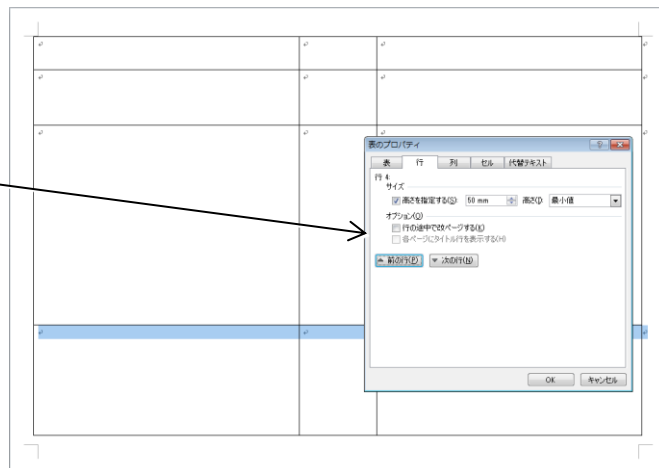 表のプロパティ
表 行 列 セル 代替テキスト
行 4:
サイズ
高さを指定する(S): 50 mm 高さ(I): 最小値
オプション(O)
行の途中で改ページする(K)
各ページにタイトル行を表示する(H)
前の行(P) 次の行(N)
OK キャンセル